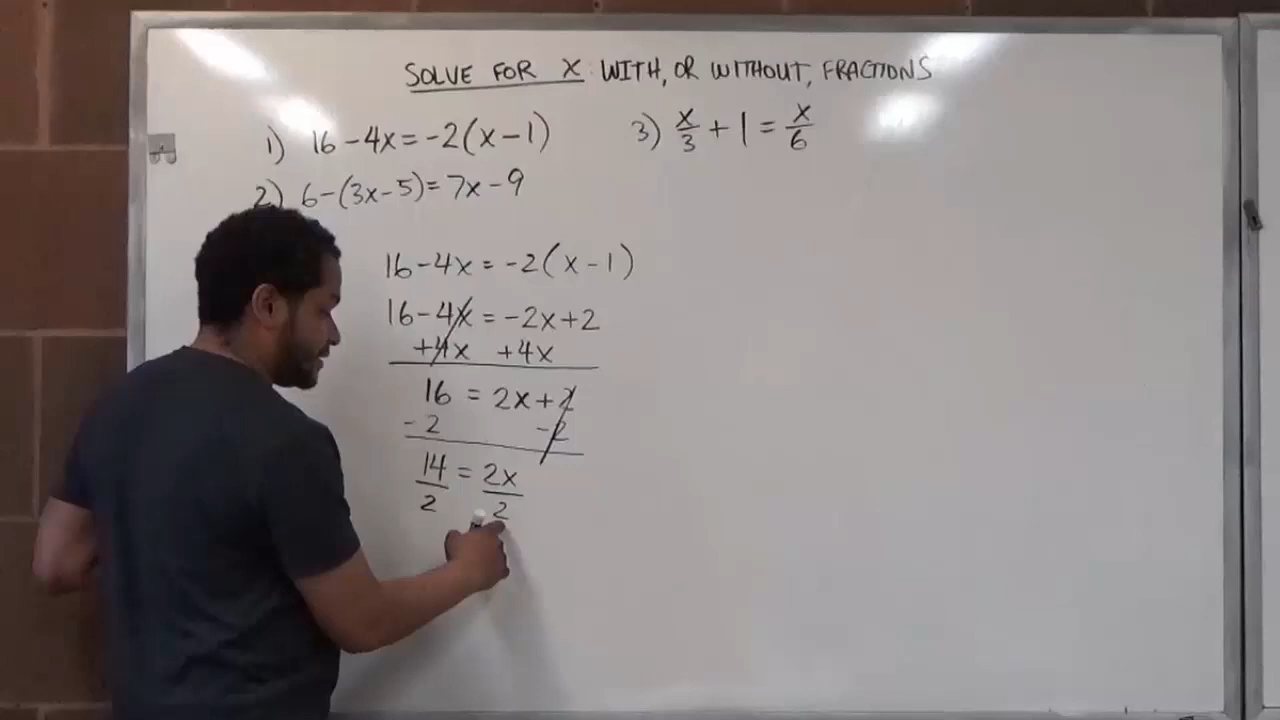 SOLVE FOR X: WITH, OR WITHOUT, FRACTIONS
1) 16-4x=-2(x-1)
3) x/3 + 1 = x/6
2) 6-(3x-5)=7x-9
16-4x=-2(x-1)
16-4x=-2x+2
+4x +4x
16 = 2x+2
-2 -2
14/2 = 2x/2